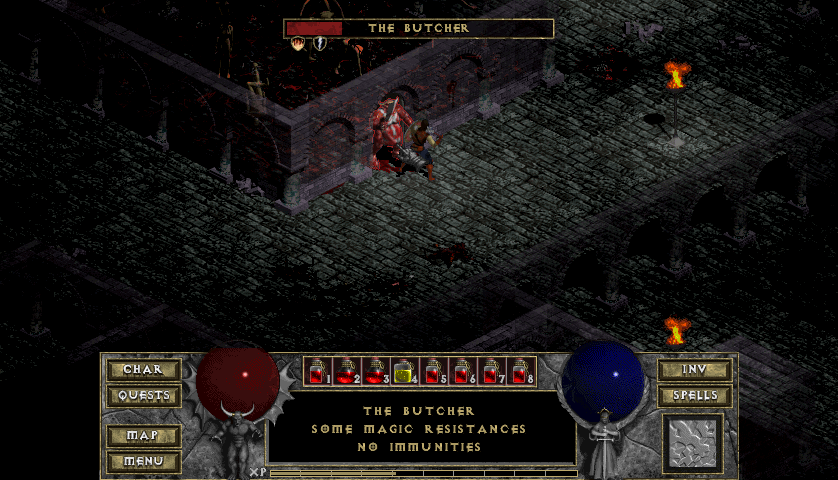 THE BUTCHER
CHAR
QUESTS
MAP
MENU
1 2 3 4 5 6 7 8
THE BUTCHER
SOME MAGIC RESISTANCES
NO IMMUNITIES
XP
INV
SPELLS